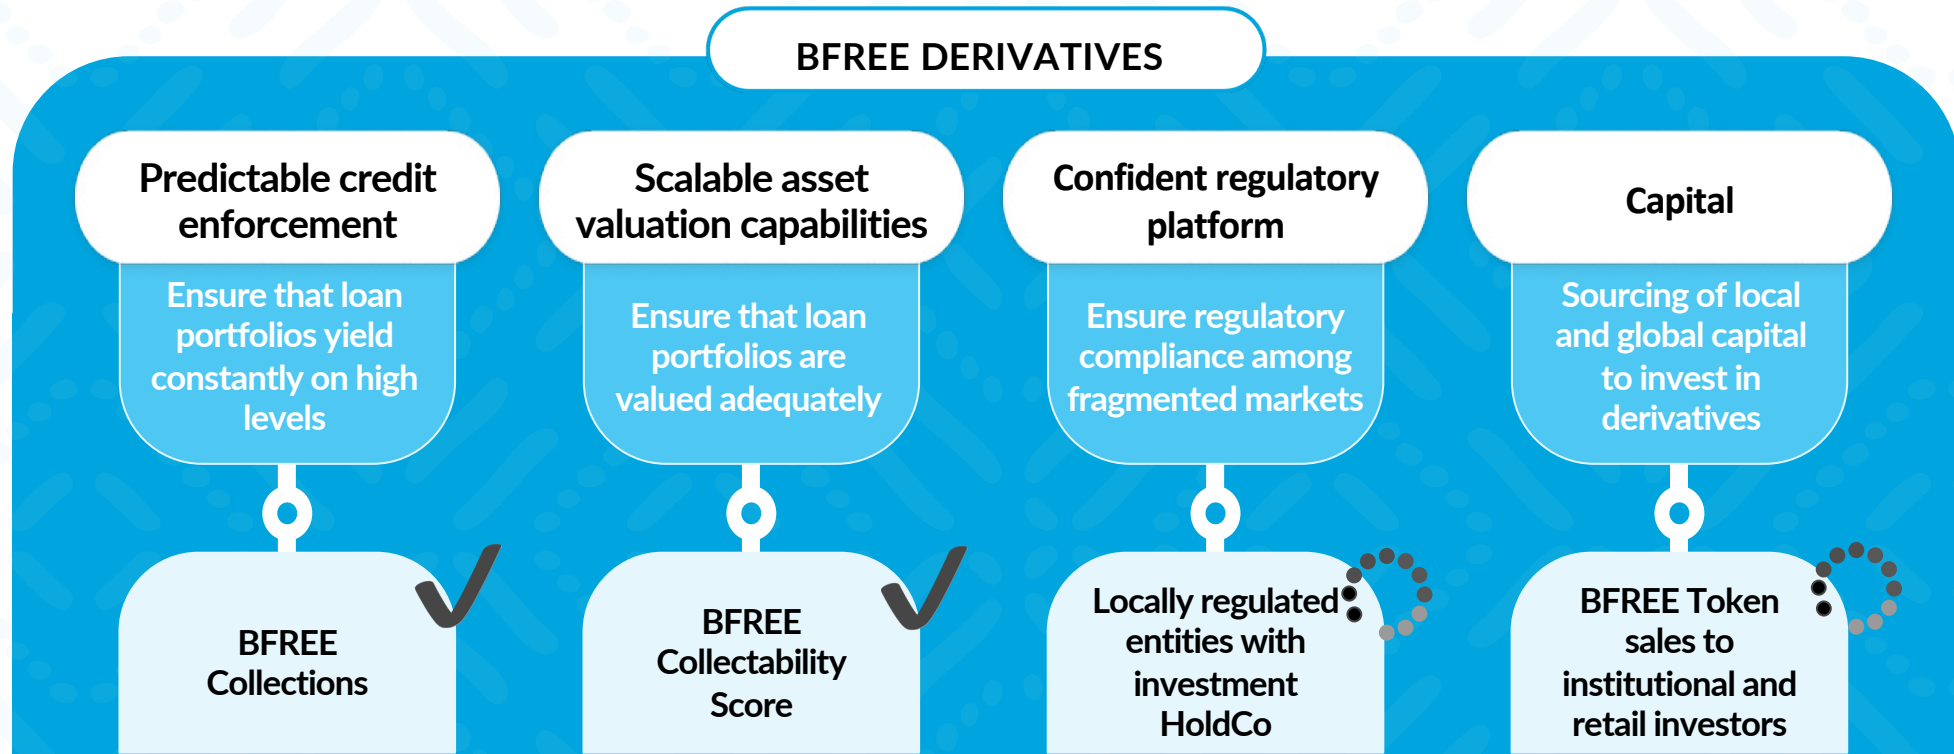 BFREE DERIVATIVES
Predictable credit
enforcement
Ensure that loan
portfolios yield
constantly on high
levels
BFREE
Collections
Scalable asset
valuation capabilities
Ensure that loan
portfolios are
valued adequately
BFREE
Collectability
Score
Confident regulatory
platform
Ensure regulatory
compliance among
fragmented markets
Locally regulated
entities with
investment
HoldCo
Capital
Sourcing of local
and global capital
to invest in
derivatives
BFREE Token
sales to
institutional and
retail investors